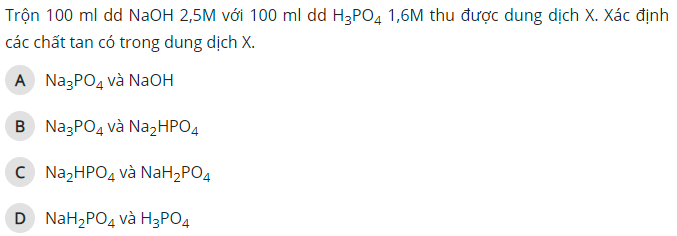 Trộn 100 ml dd NaOH 2,5M với 100 ml dd H₃PO₄ 1,6M thu được dung dịch X. Xác định
các chất tan có trong dung dịch X.
A Na₃PO₄ và NaOH
B Na₃PO₄ và Na₂HPO₄
C Na₂HPO₄ và NaH₂PO₄
D NaH₂PO₄ và H₃PO₄